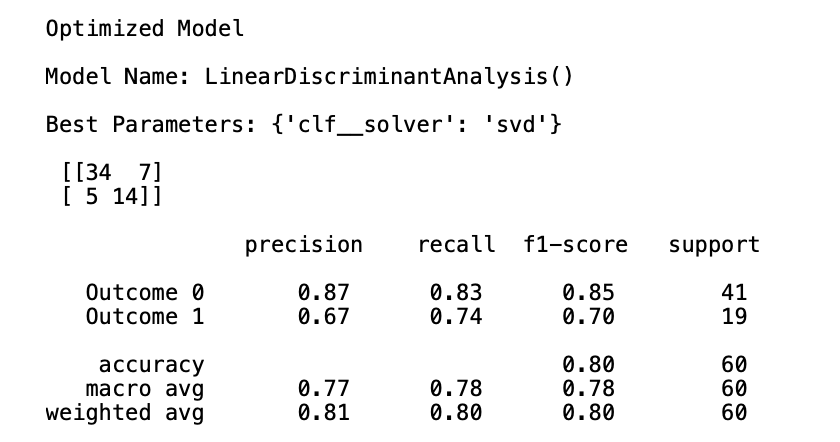 Optimized Model
Model Name: LinearDiscriminantAnalysis()
Best Parameters: {'clf__solver': 'svd'}
[[34  7]
[ 5 14]]
precision recall f1-score support
Outcome 0 0.87 0.83 0.85 41
Outcome 1 0.67 0.74 0.70 19
accuracy 0.80 60
macro avg 0.77 0.78 0.78 60
weighted avg 0.81 0.80 0.80 60